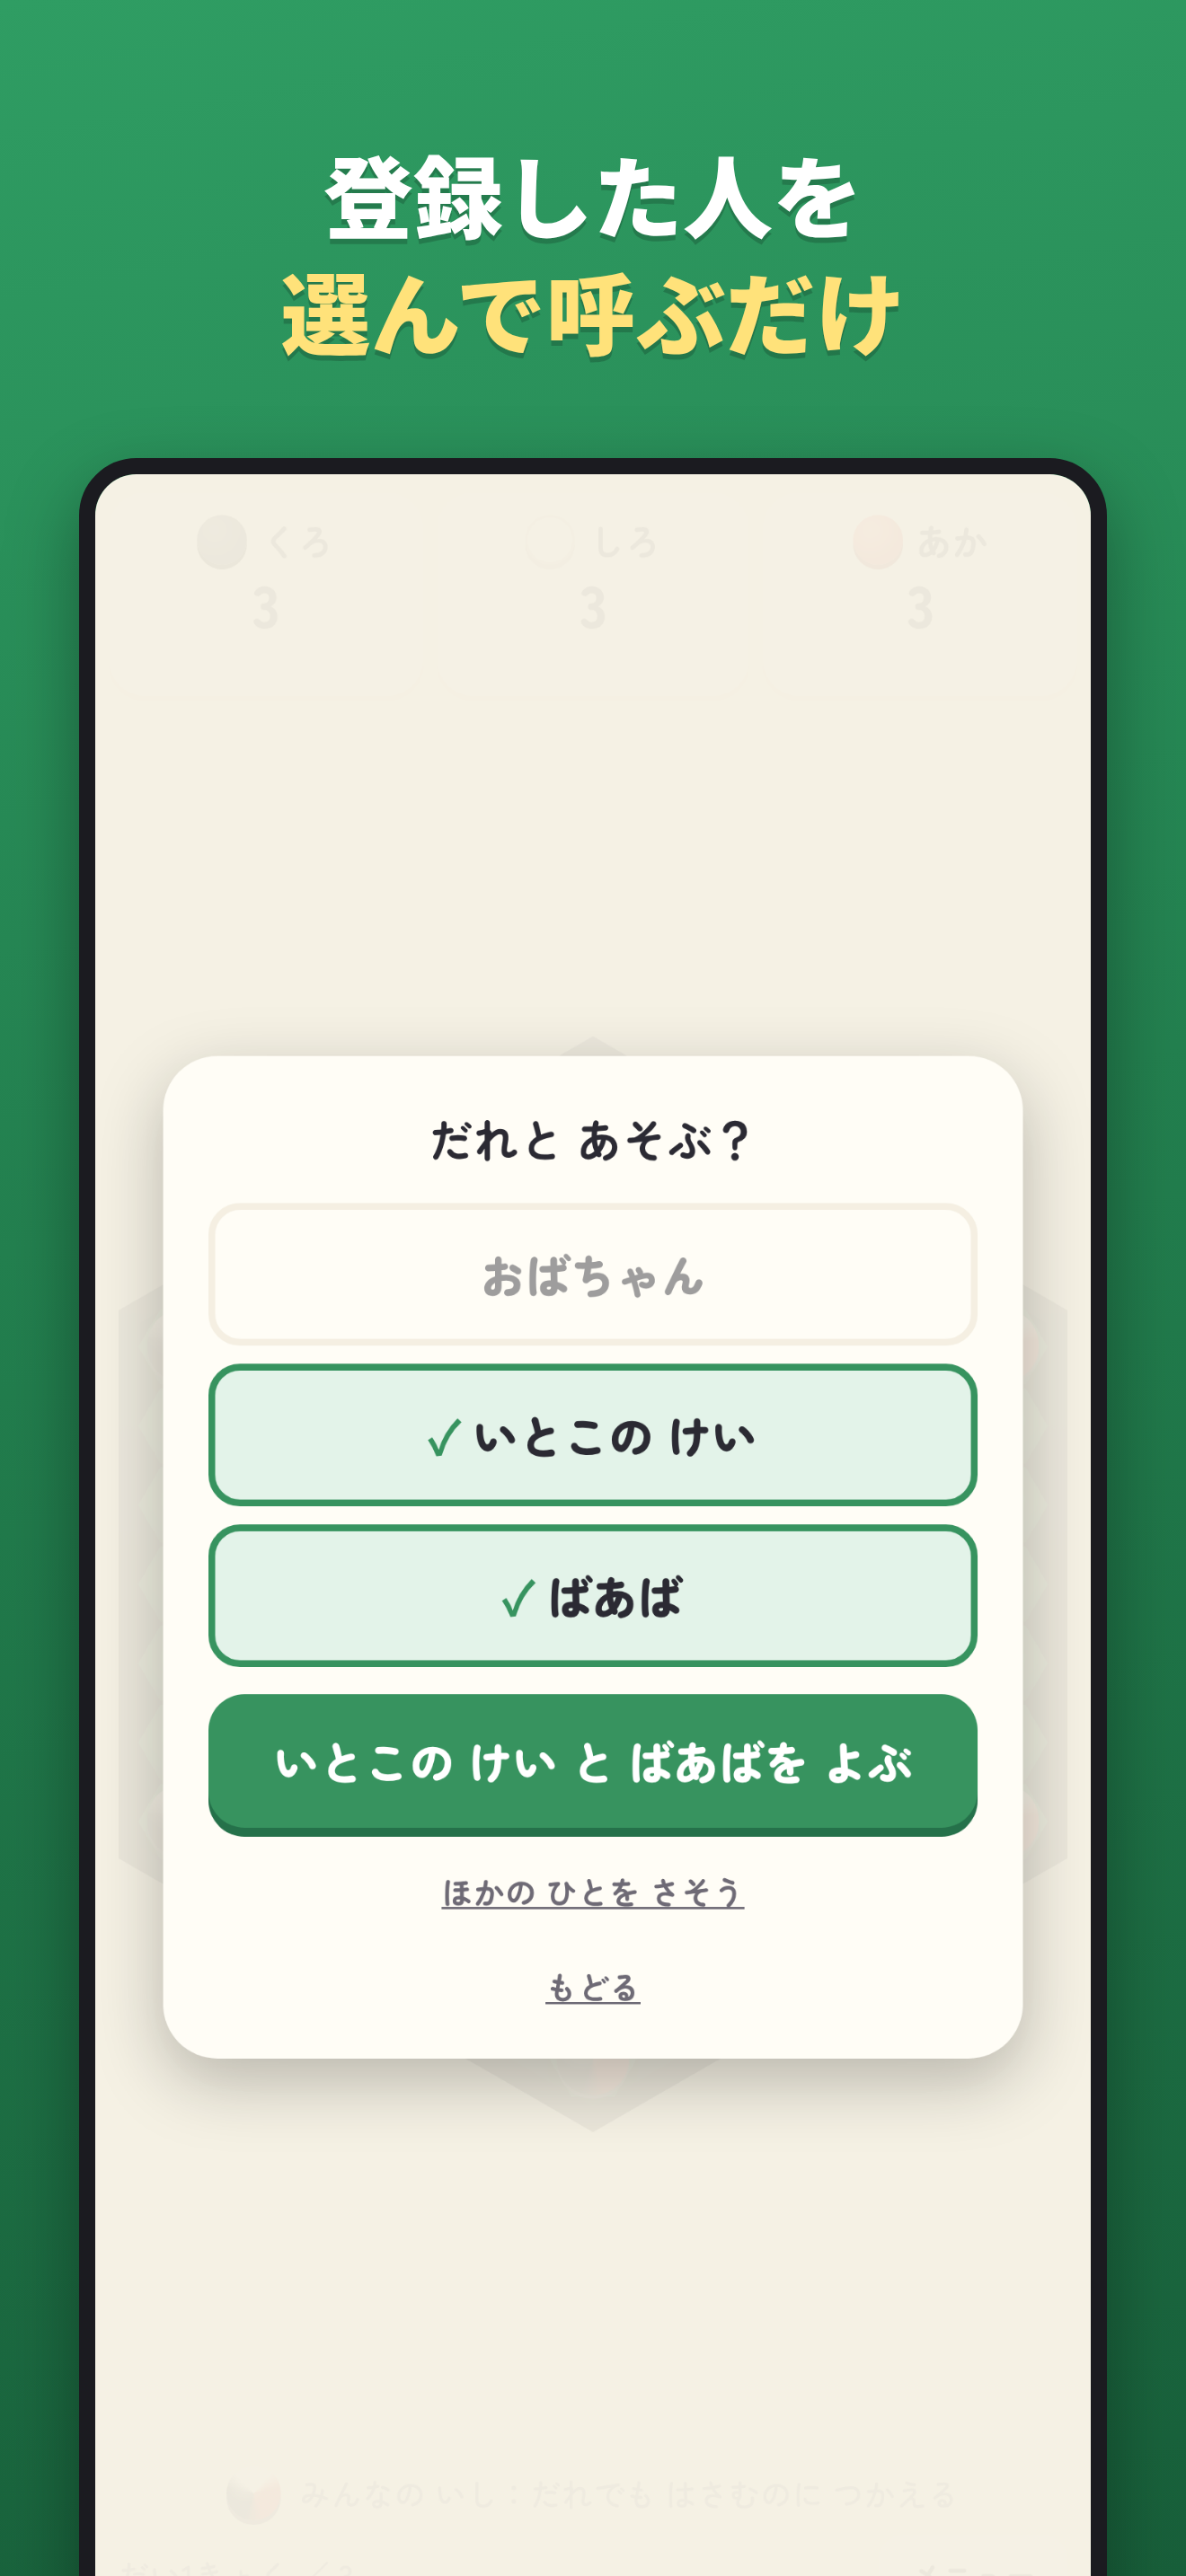 登録した人を
選んで呼ぶだけ
くろ
しろ
あか
3
3
3
だれと あそぶ？
おばちゃん
✓いとこの けい
✓ばあば
いとこの けい と ばあばを よぶ
ほかの ひとを さそう
もどる
みんなの いし：だれでも はさむのに つかえる